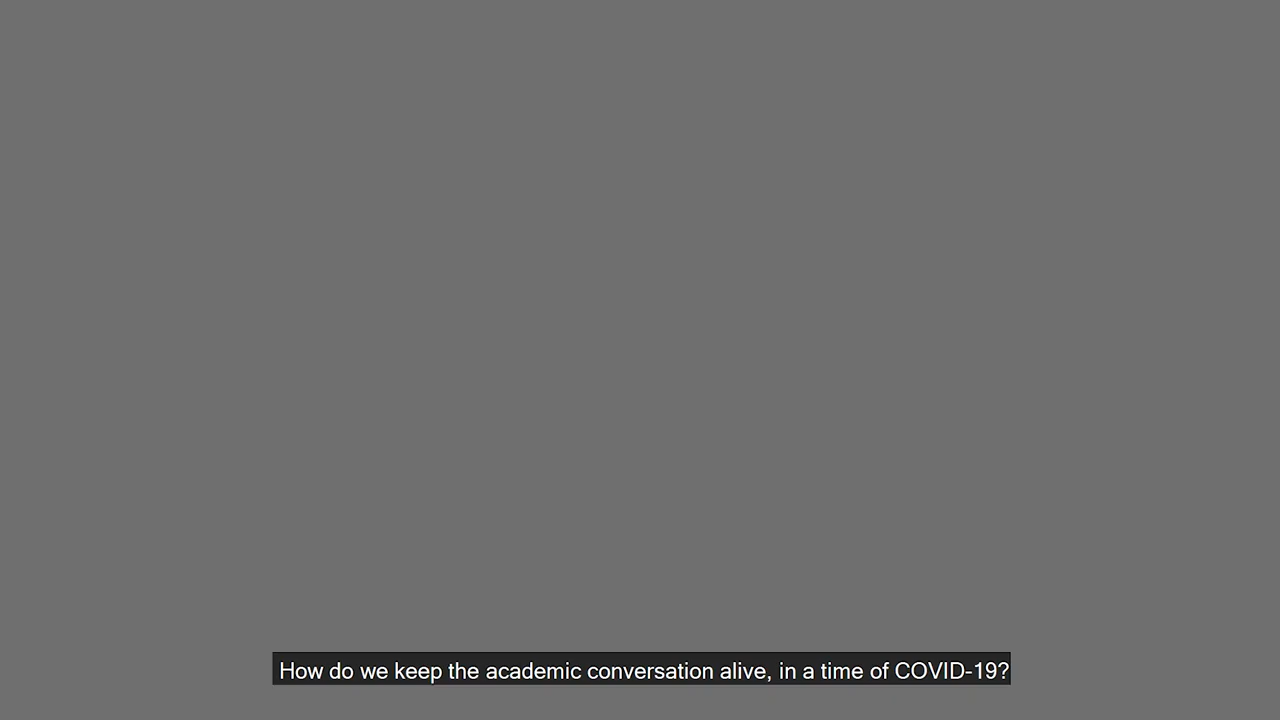 How do we keep the academic conversation alive, in a time of COVID-19?